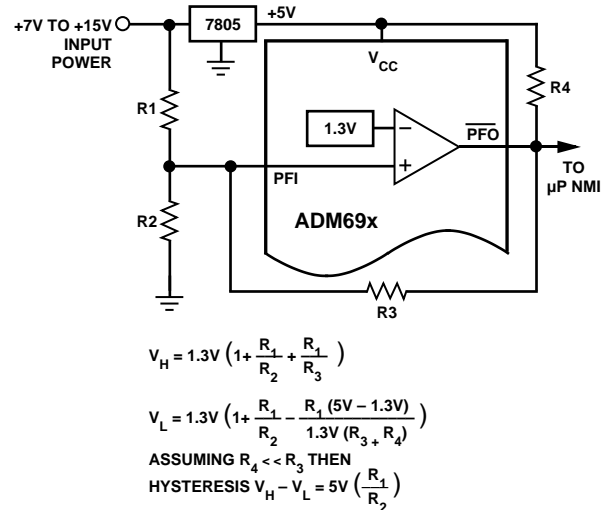 +7V TO +15V
INPUT
POWER
7805
+5V
V_CC
R1
R4
1.3V
−
+
P̅F̅O̅
PFI
TO
µP NMI
R2
ADM69x
R3
V_H = 1.3V (1+ R_1/R_2 + R_1/R_3 )
V_L = 1.3V (1+ R_1/R_2 – R_1 (5V – 1.3V)/1.3V (R_3 + R_4) )
ASSUMING R_4 << R_3 THEN
HYSTERESIS V_H – V_L = 5V (R_1/R_2)